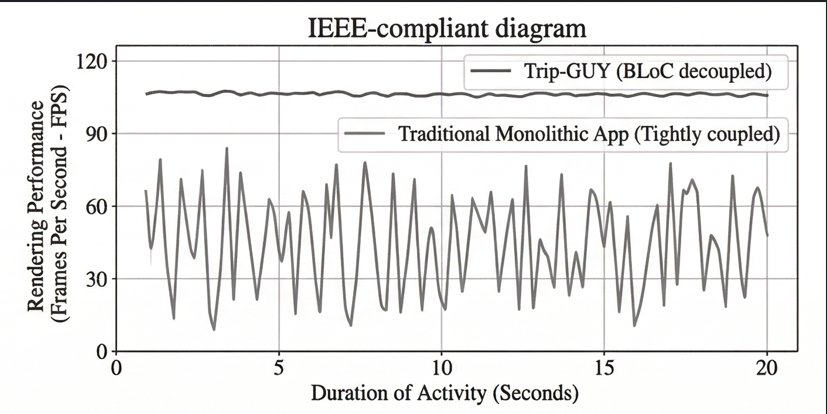 IEEE-compliant diagram
120
90
60
30
0
Rendering Performance
(Frames Per Second - FPS)
Trip-GUY (BLoC decoupled)
Traditional Monolithic App (Tightly coupled)
0 5 10 15 20
Duration of Activity (Seconds)